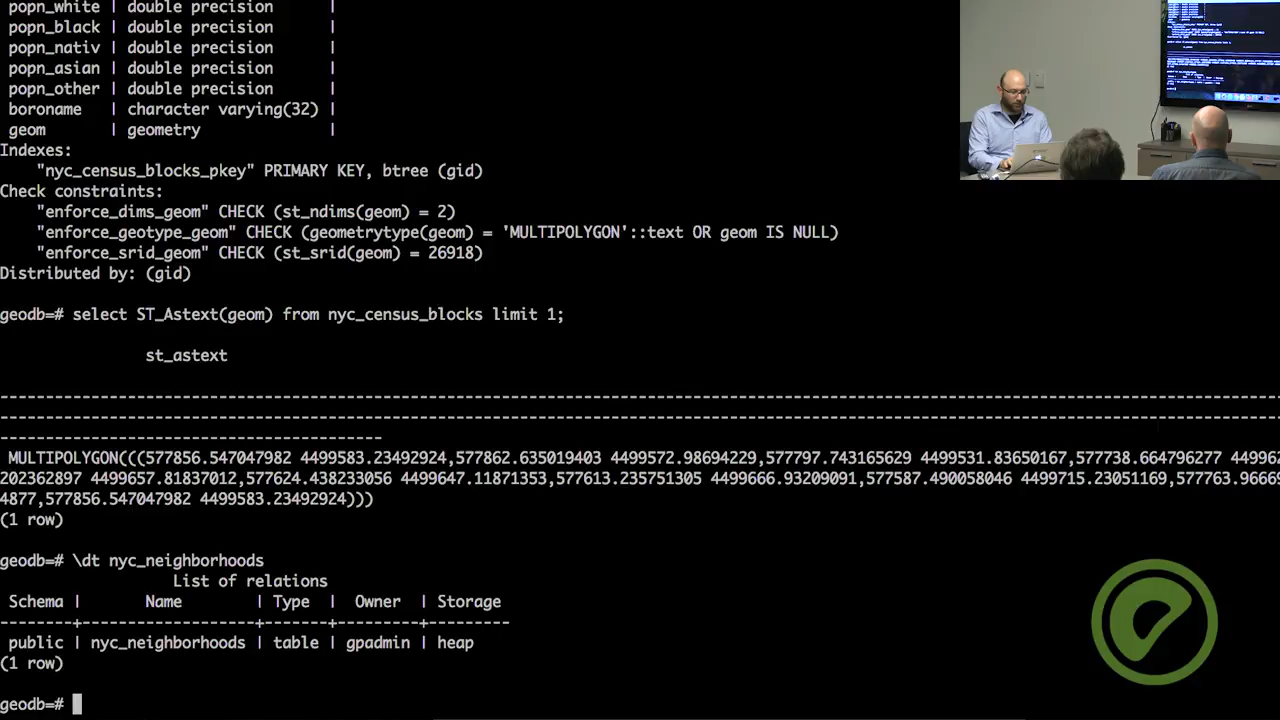 popn_white | double precision |
popn_black | double precision |
popn_nativ | double precision |
popn_asian | double precision |
popn_other | double precision |
boroname | character varying(32) |
geom | geometry |
Indexes:
"nyc_census_blocks_pkey" PRIMARY KEY, btree (gid)
Check constraints:
"enforce_dims_geom" CHECK (st_ndims(geom) = 2)
"enforce_geotype_geom" CHECK (geometrytype(geom) = 'MULTIPOLYGON'::text OR geom IS NULL)
"enforce_srid_geom" CHECK (st_srid(geom) = 26918)
Distributed by: (gid)
geodb=# select ST_Astext(geom) from nyc_census_blocks limit 1;
st_astext
MULTIPOLYGON(((577856.547047982 4499583.23492924,577862.635019403 4499572.98694229,577797.743165629 4499531.83650167,577738.664796277 449962
202362897 4499657.81837012,577624.438233056 4499647.11871353,577613.235751305 4499666.93209091,577587.490058046 4499715.23051169,577763.9666
4877,577856.547047982 4499583.23492924)))
(1 row)
geodb=# \dt nyc_neighborhoods
List of relations
Schema | Name | Type | Owner | Storage
--------+-------------------+-------+---------+---------
public | nyc_neighborhoods | table | gpadmin | heap
(1 row)
geodb=#